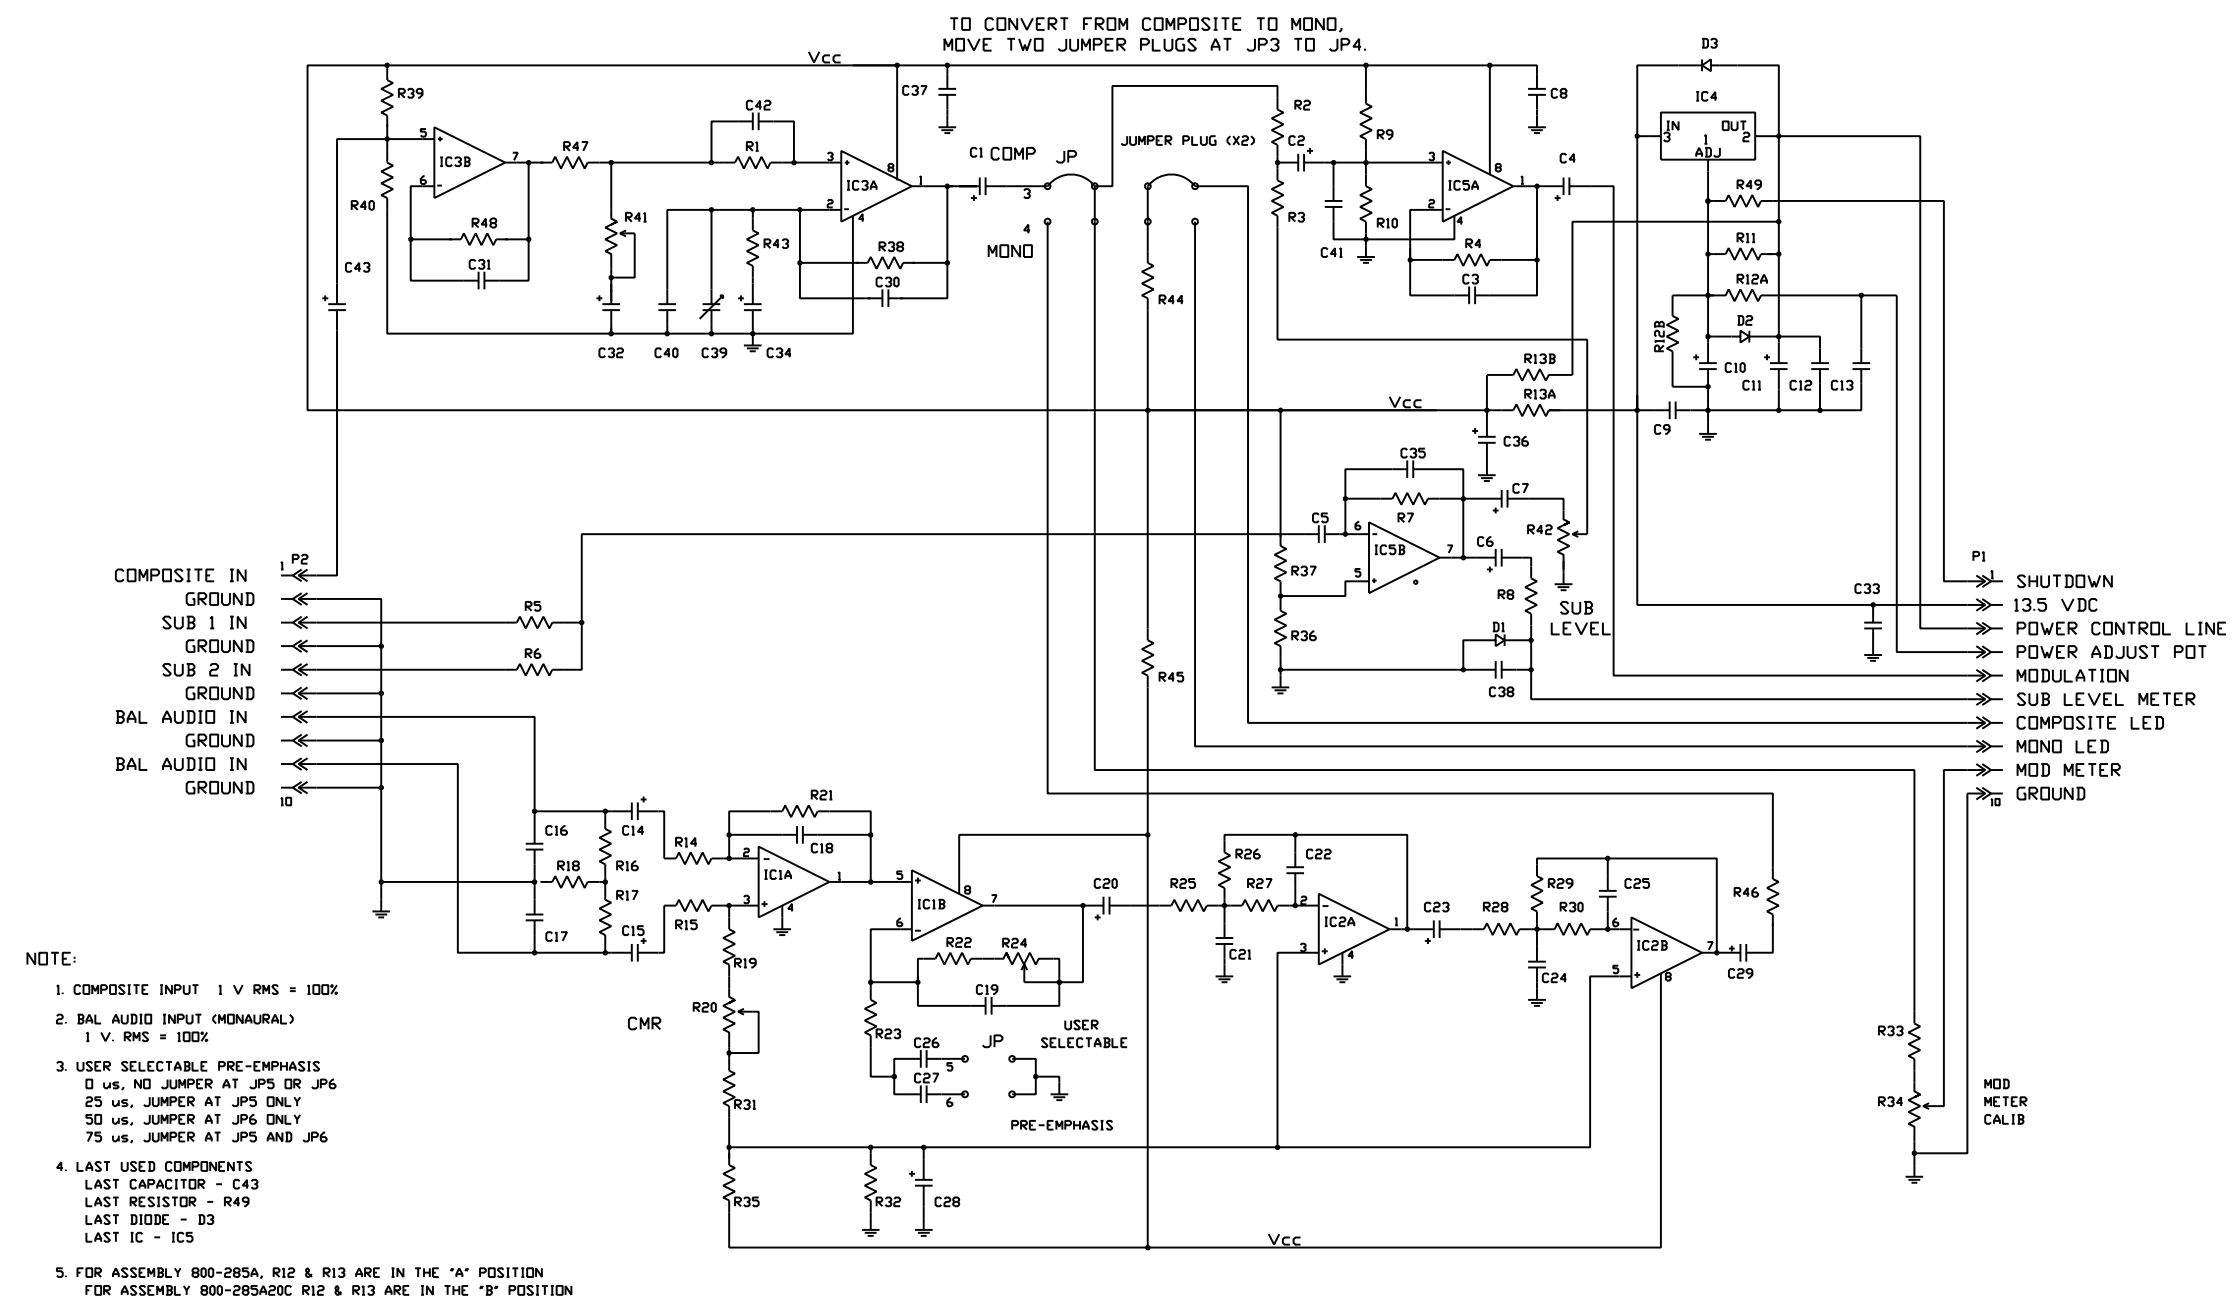 TO CONVERT FROM COMPOSITE TO MONO,
MOVE TWO JUMPER PLUGS AT JP3 TO JP4.
Vcc
D3
R39
C37
C8
IC4
C42
R2
IN
OUT
3
1
2
ADJ
5
+
IC3B
7
6
-
R47
R1
3
+
8
IC3A
1
2
-
4
C1
+
COMP
JP
3
4
MONO
JUMPER PLUG (X2)
C2
+
R9
3
+
8
IC5A
1
2
-
4
C4
+
R49
R40
R48
C31
R41
R43
R38
C30
R3
R10
C41
R4
C3
R11
R12A
C43
+
+
+
R44
R12B
D2
C32
C40
C39
C34
R13B
R13A
+
C10
+
C11
C12
C13
Vcc
C9
+
C36
C35
C7
+
R7
R42
C5
6
-
IC5B
7
5
+
C6
+
R37
R8
SUB
LEVEL
R36
D1
C38
C33
1
P2
COMPOSITE IN
GROUND
SUB 1 IN
GROUND
SUB 2 IN
GROUND
BAL AUDIO IN
GROUND
BAL AUDIO IN
GROUND
10
R5
R6
R45
P1
1
SHUTDOWN
13.5 VDC
POWER CONTROL LINE
POWER ADJUST POT
MODULATION
SUB LEVEL METER
COMPOSITE LED
MONO LED
MOD METER
GROUND
10
R21
C18
C16
+
C14
R14
R16
R18
R17
C17
C15
+
R15
2
-
IC1A
1
3
+
4
5
+
8
IC1B
7
6
-
C20
+
R25
R26
R27
C22
C21
2
-
IC2A
1
3
+
4
C23
+
R28
R29
R30
C25
C24
6
-
IC2B
7
5
+
8
+
C29
R46
R19
R20
CMR
R31
R22
R24
C19
R23
C26
5
C27
6
JP
USER
SELECTABLE
PRE-EMPHASIS
R33
R34
MOD
METER
CALIB
R35
R32
+
C28
Vcc
NOTE:
1. COMPOSITE INPUT 1 V RMS = 100%
2. BAL AUDIO INPUT (MONAURAL)
1 V. RMS = 100%
3. USER SELECTABLE PRE-EMPHASIS
0 us, NO JUMPER AT JP5 OR JP6
25 us, JUMPER AT JP5 ONLY
50 us, JUMPER AT JP6 ONLY
75 us, JUMPER AT JP5 AND JP6
4. LAST USED COMPONENTS
LAST CAPACITOR - C43
LAST RESISTOR - R49
LAST DIODE - D3
LAST IC - IC5
5. FOR ASSEMBLY 800-285A, R12 & R13 ARE IN THE "A" POSITION
FOR ASSEMBLY 800-285A20C R12 & R13 ARE IN THE "B" POSITION